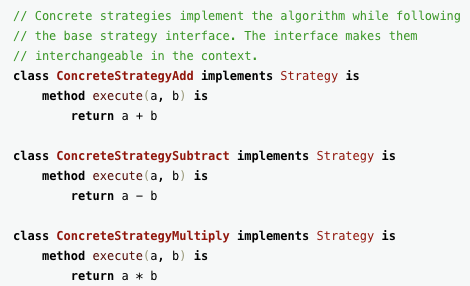 // Concrete strategies implement the algorithm while following
// the base strategy interface. The interface makes them
// interchangeable in the context.
class ConcreteStrategyAdd implements Strategy is
    method execute(a, b) is
        return a + b

class ConcreteStrategySubtract implements Strategy is
    method execute(a, b) is
        return a − b

class ConcreteStrategyMultiply implements Strategy is
    method execute(a, b) is
        return a * b